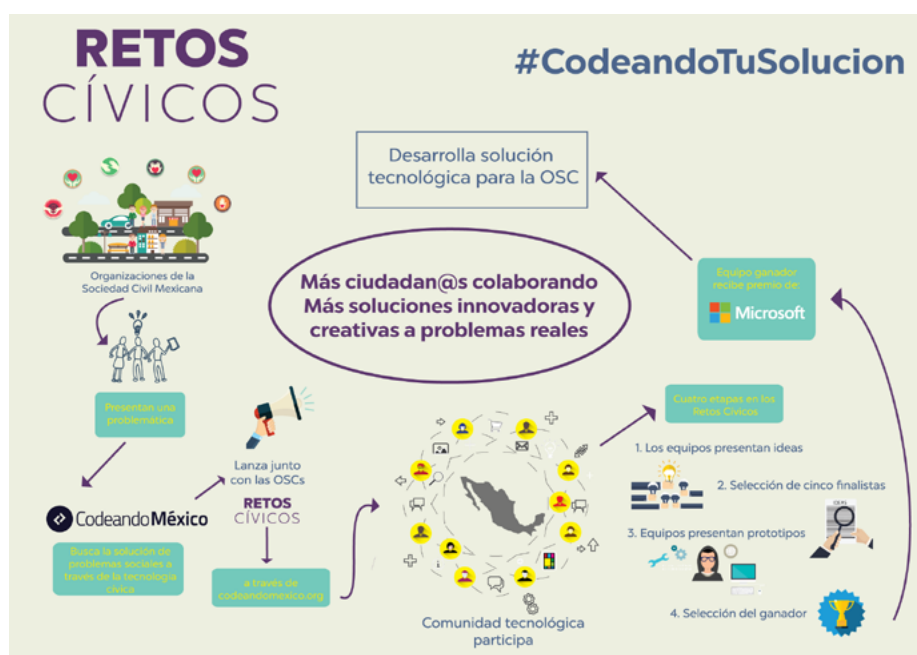 RETOS
CÍVICOS
#CodeandoTuSolucion
Organizaciones de la
Sociedad Civil Mexicana
Presentan una
problemática
CodeandoMéxico
Busca la solución de
problemas sociales a
través de la tecnología
cívica
Lanza junto
con las OSCs
RETOS
CÍVICOS
a través de
codeandomexico.org
Comunidad tecnológica
participa
Cuatro etapas en los
Retos Cívicos
1. Los equipos presentan ideas
2. Selección de cinco finalistas
3. Equipos presentan prototipos
4. Selección del ganador
Equipo ganador
recibe premio de:
Microsoft
Desarrolla solución
tecnológica para la OSC
Más ciudadan@s colaborando
Más soluciones innovadoras y
creativas a problemas reales